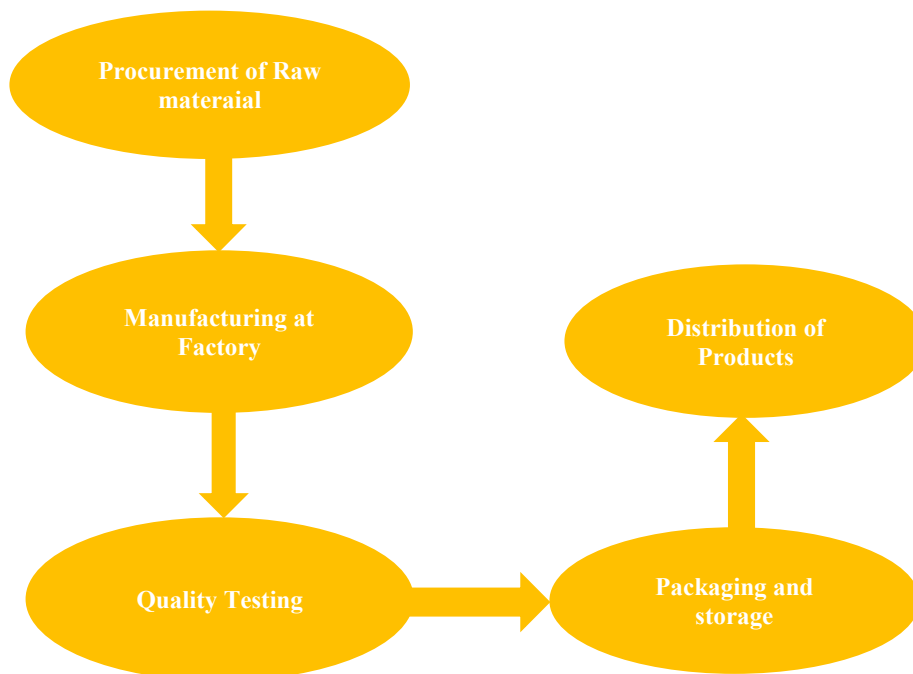 Procurement of Raw
materaial
Manufacturing at
Factory
Quality Testing
Packaging and
storage
Distribution of
Products